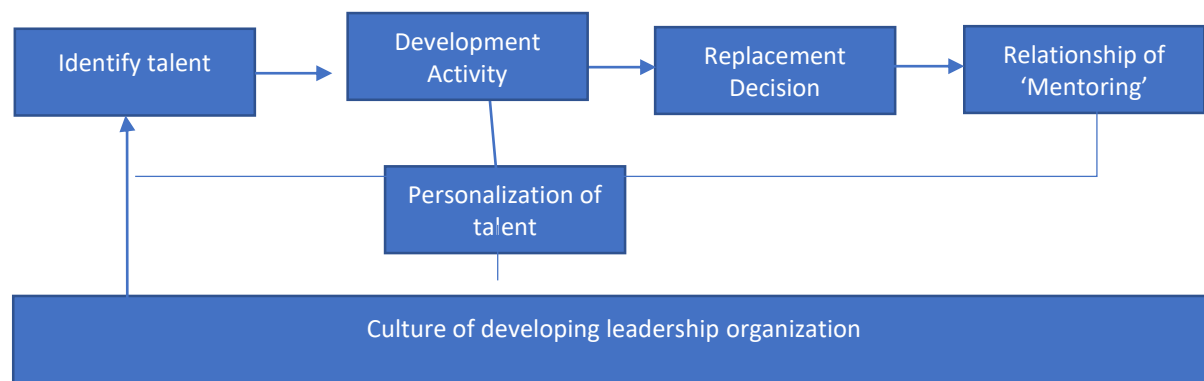 Identify talent
Development
Activity
Replacement
Decision
Relationship of
‘Mentoring’
Personalization of
talent
Culture of developing leadership organization